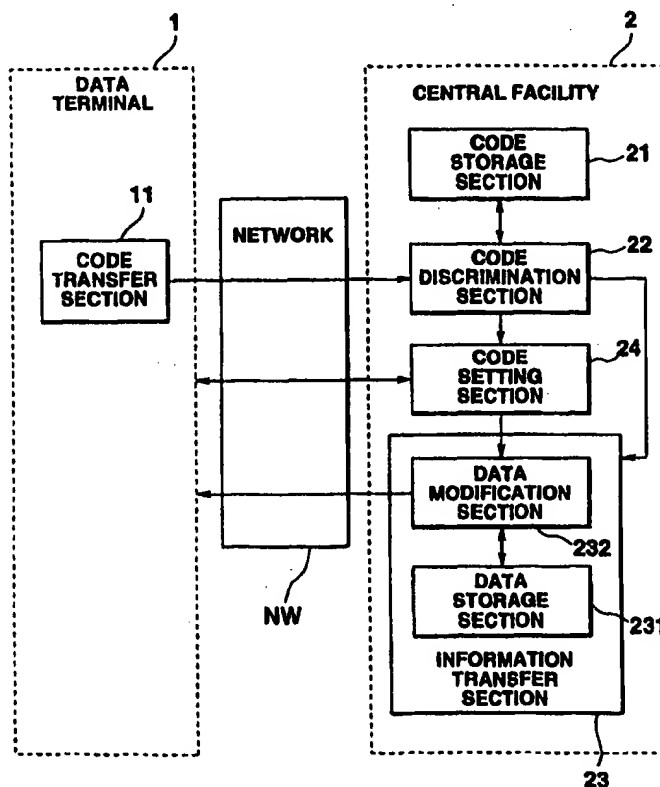 1
DATA
TERMINAL
11
CODE
TRANSFER
SECTION
NETWORK
NW
2
CENTRAL FACILITY
CODE
STORAGE
SECTION
21
CODE
DISCRIMINATION
SECTION
22
CODE
SETTING
SECTION
24
DATA
MODIFICATION
SECTION
232
DATA
STORAGE
SECTION
231
INFORMATION
TRANSFER
SECTION
23